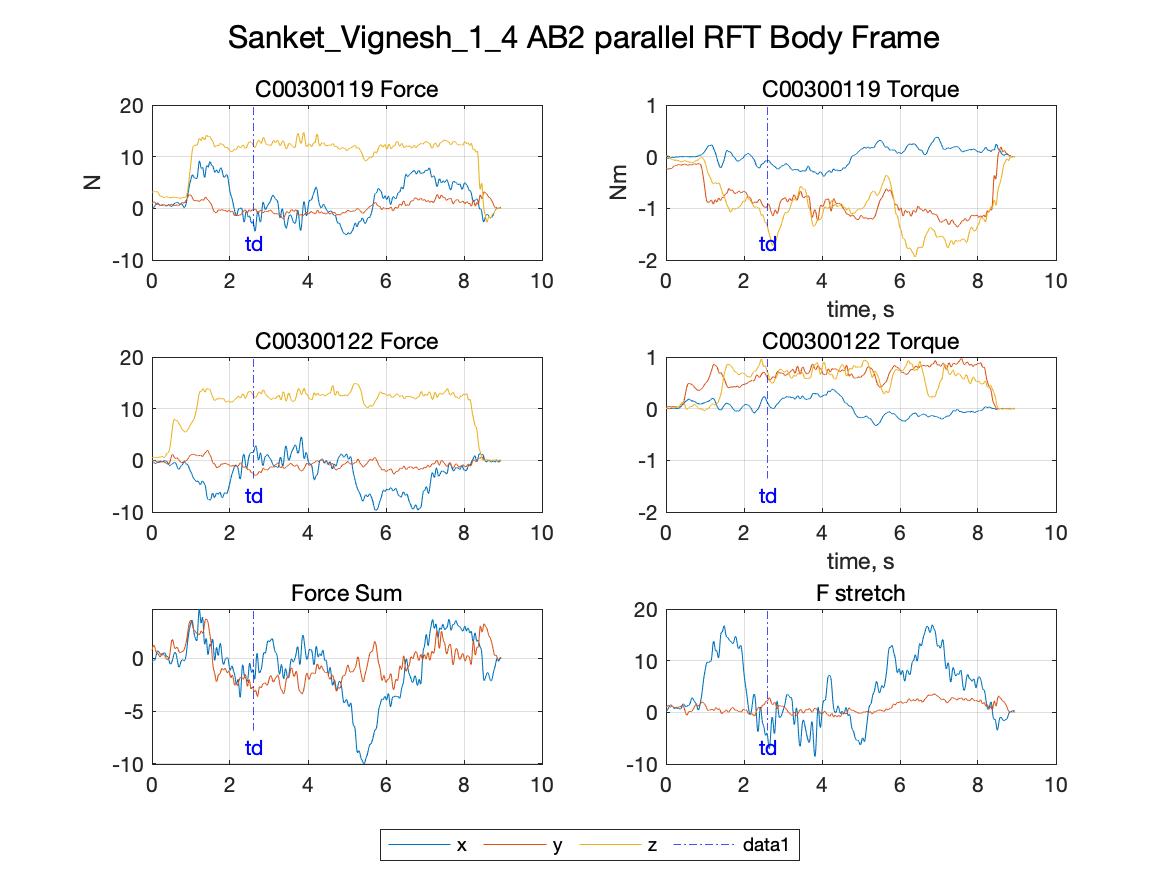 Sanket_Vignesh_1_4 AB2 parallel RFT Body Frame
C00300119 Force
20
10
0
-10
N
td
0 2 4 6 8 10
C00300119 Torque
1
0
-1
-2
Nm
td
0 2 4 6 8 10
time, s
C00300122 Force
20
10
0
-10
td
0 2 4 6 8 10
C00300122 Torque
1
0
-1
-2
td
0 2 4 6 8 10
time, s
Force Sum
0
-5
-10
td
0 2 4 6 8 10
F stretch
20
10
0
-10
td
0 2 4 6 8 10
x y z data1